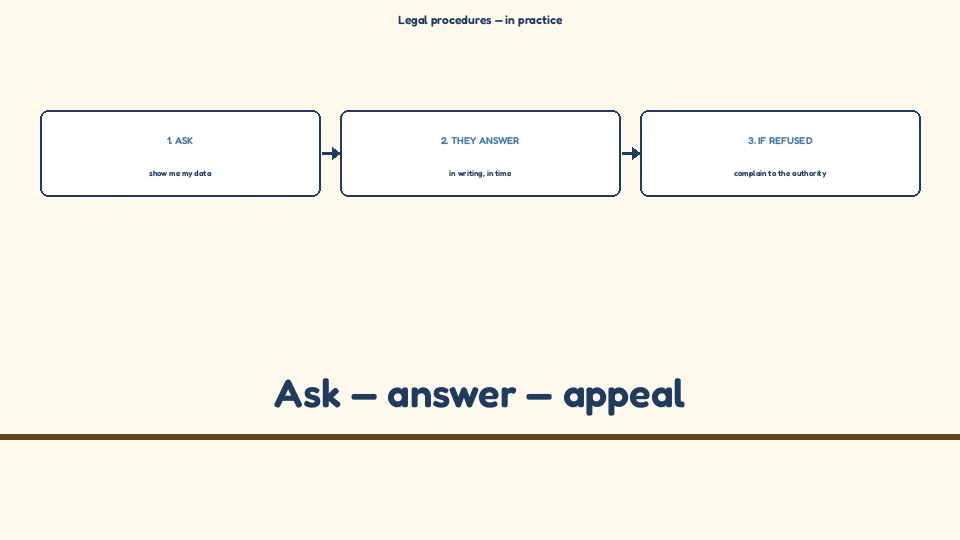 Legal procedures — in practice
1. ASK
show me my data
2. THEY ANSWER
in writing, in time
3. IF REFUSED
complain to the authority
Ask — answer — appeal